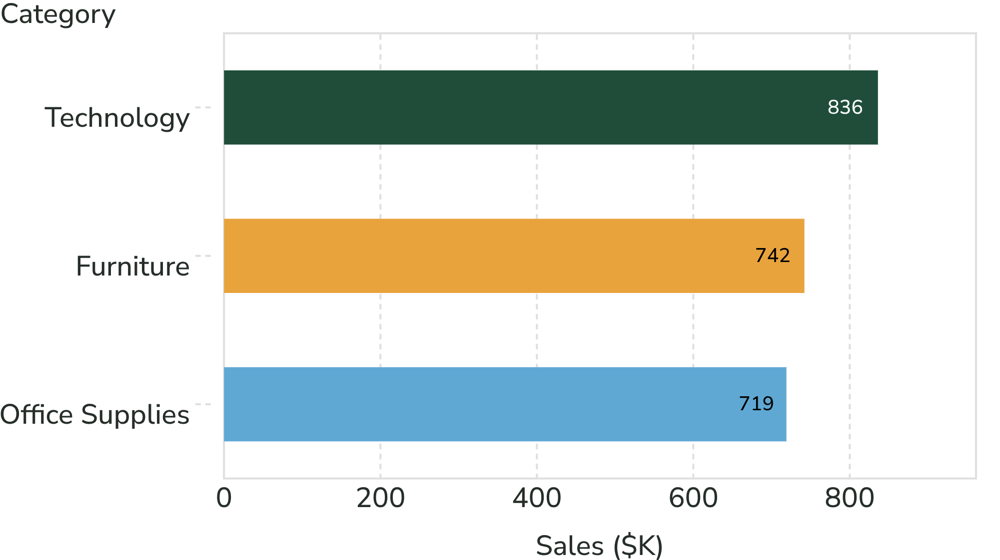 Category
Technology
836
Furniture
742
Office Supplies
719
0 200 400 600 800
Sales ($K)